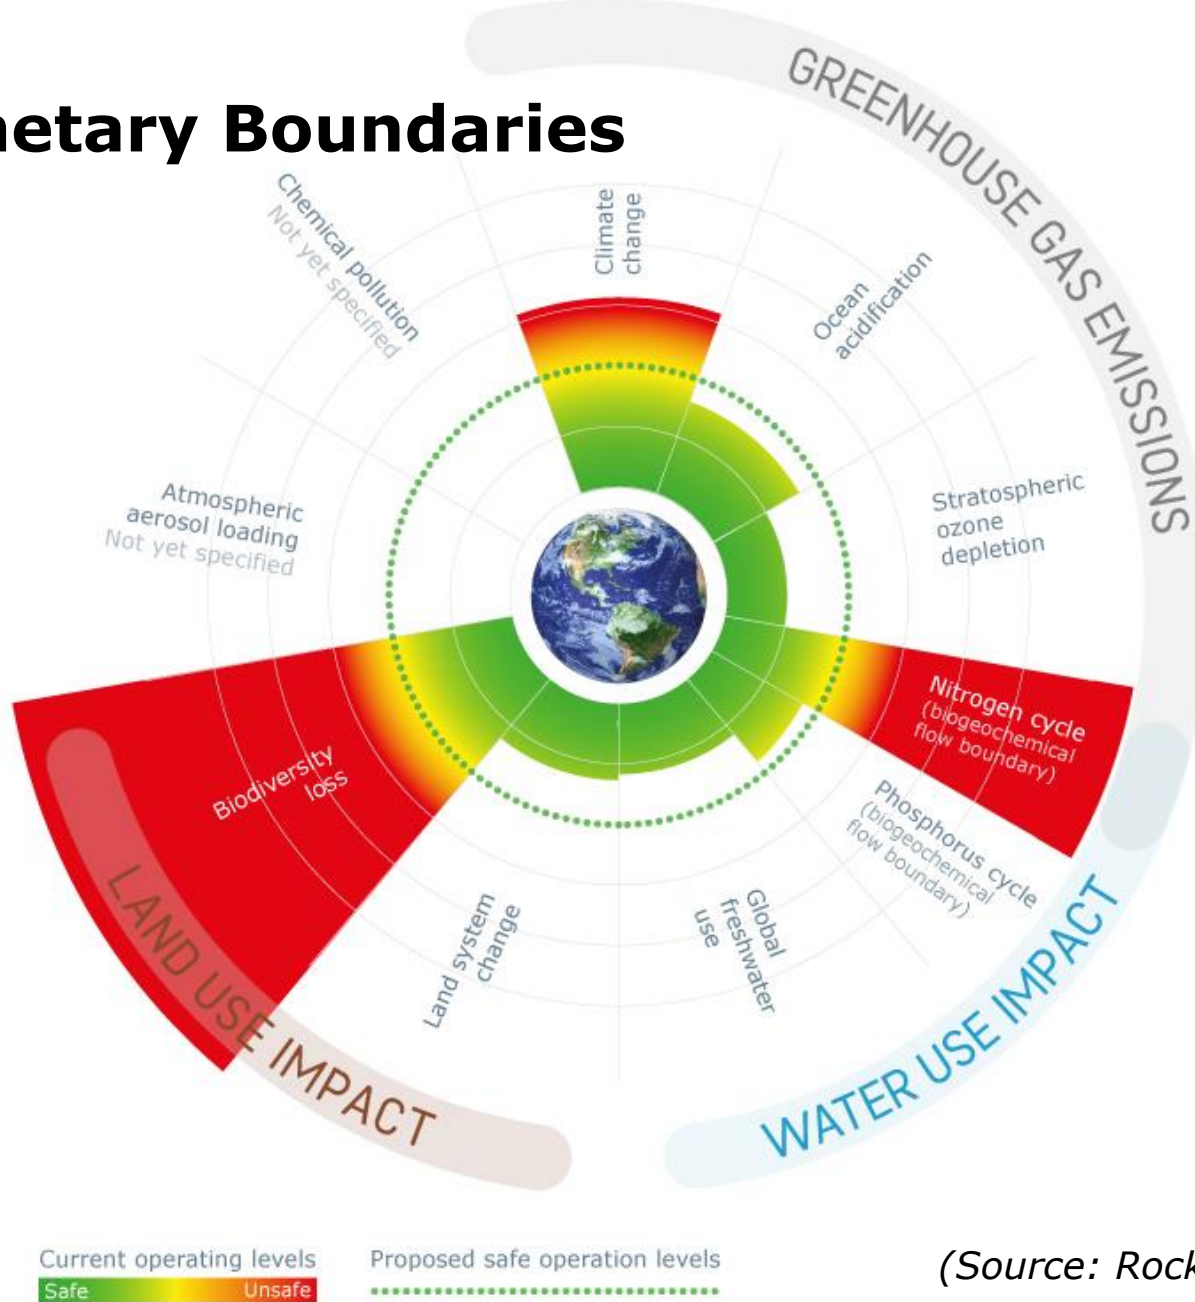 netary Boundaries
GREENHOUSE GAS EMISSIONS
Chemical pollution
Not yet specified
Climate
change
Ocean
acidification
Atmospheric
aerosol loading
Not yet specified
Stratospheric
ozone
depletion
Nitrogen cycle
(biogeochemical
flow boundary)
Biodiversity
loss
Phosphorus cycle
(biogeochemical
flow boundary)
Land system
change
Global
freshwater
use
LAND USE IMPACT
WATER USE IMPACT
Current operating levels
Safe Unsafe
Proposed safe operation levels
(Source: Rock